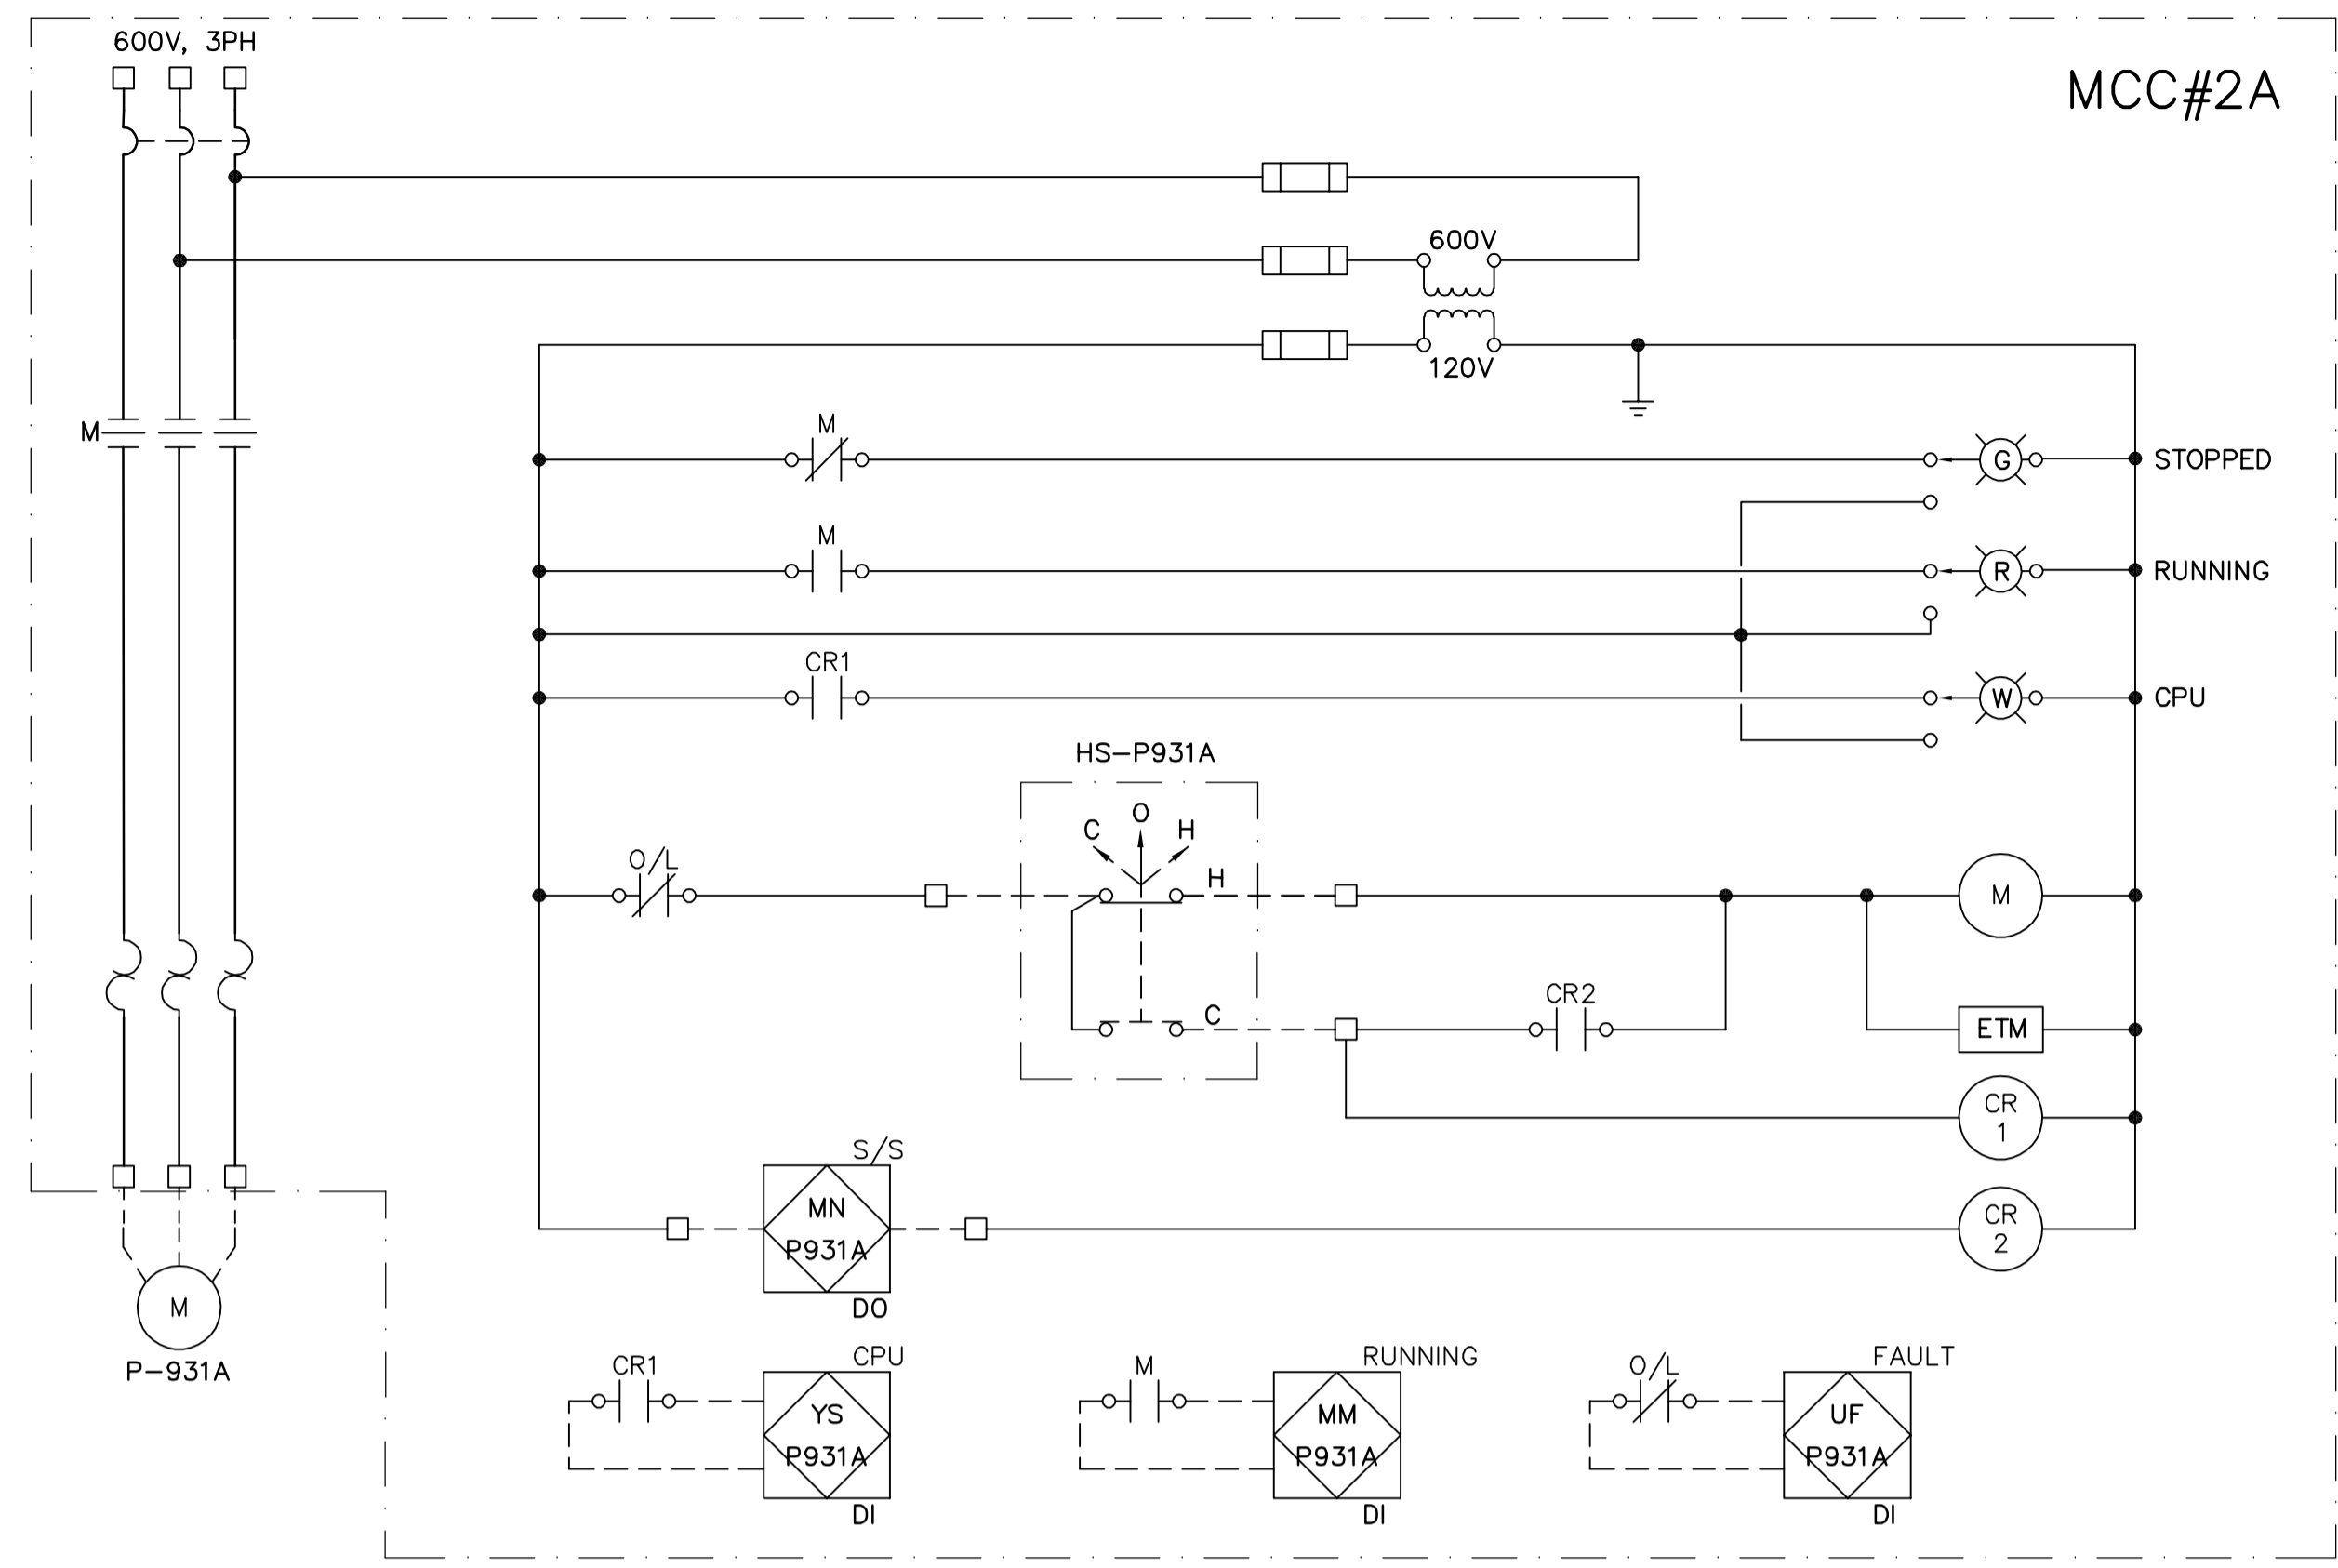 600V, 3PH
MCC#2A
600V
120V
M
M
G
STOPPED
M
R
RUNNING
CR1
W
CPU
HS-P931A
C
O
H
O/L
H
M
C
CR2
ETM
CR
1
S/S
MN
P931A
DO
CR
2
M
P-931A
CR1
CPU
YS
P931A
DI
M
RUNNING
MM
P931A
DI
O/L
FAULT
UF
P931A
DI